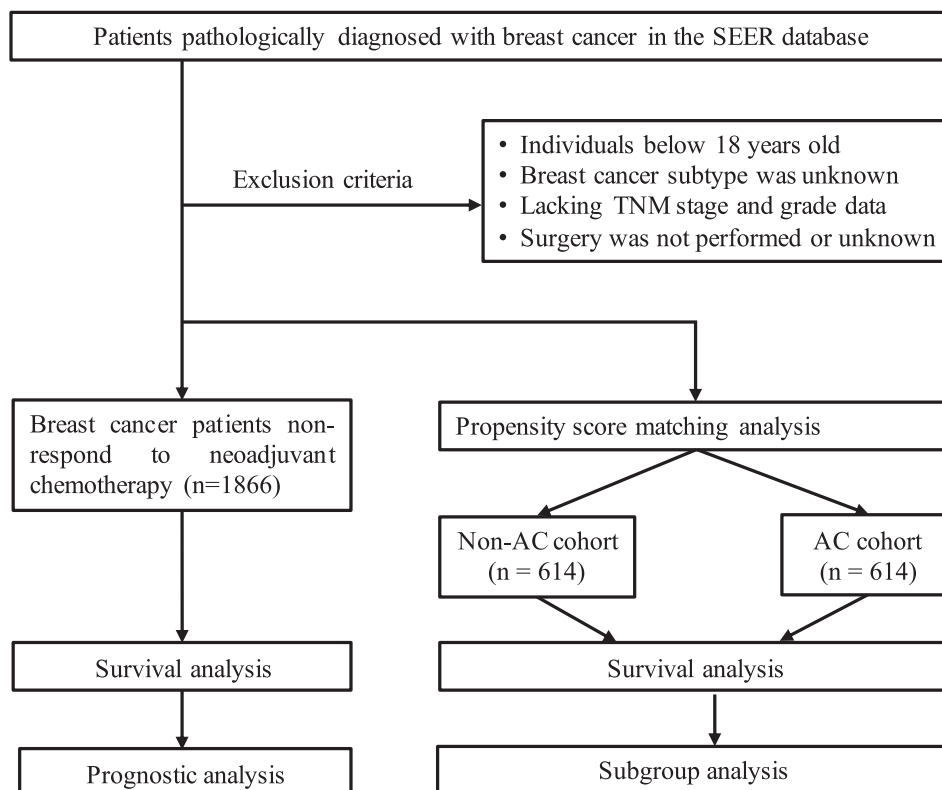 Patients pathologically diagnosed with breast cancer in the SEER database
Exclusion criteria
• Individuals below 18 years old
• Breast cancer subtype was unknown
• Lacking TNM stage and grade data
• Surgery was not performed or unknown
Breast cancer patients non-
respond to neoadjuvant
chemotherapy (n=1866)
Propensity score matching analysis
Non-AC cohort
(n = 614)
AC cohort
(n = 614)
Survival analysis
Survival analysis
Prognostic analysis
Subgroup analysis